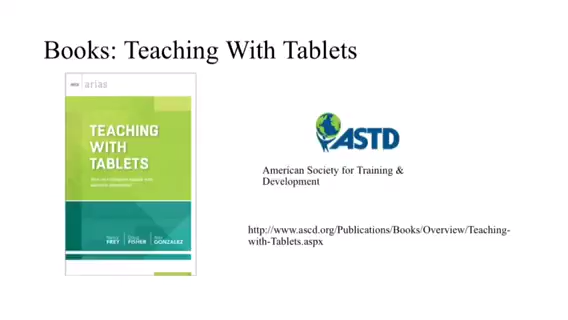 Books: Teaching With Tablets
arias
TEACHING
WITH
TABLETS
FREY
FISHER
GONZALEZ
ASTD
American Society for Training &
Development
http://www.ascd.org/Publications/Books/Overview/Teaching-
with-Tablets.aspx